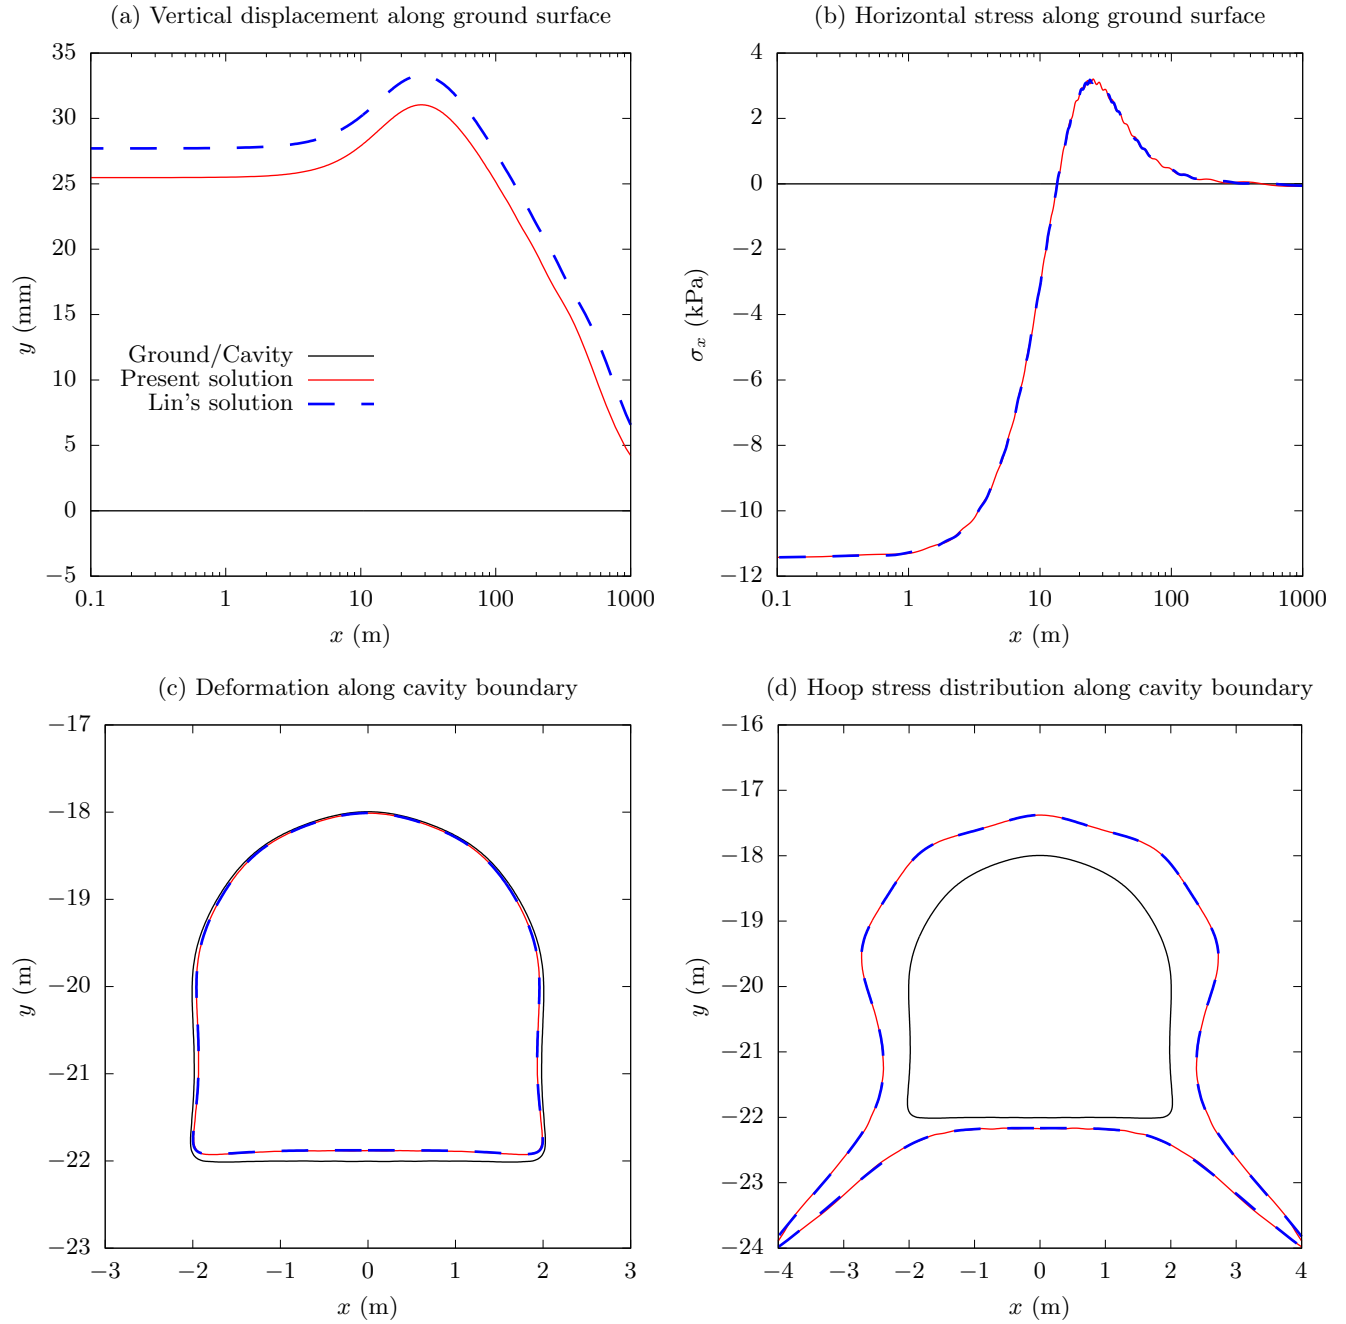 (a) Vertical displacement along ground surface
35
30
25
20
15
10
5
0
−5
y (mm)
Ground/Cavity
Present solution
Lin's solution
0.1 1 10 100 1000
x (m)
(b) Horizontal stress along ground surface
4
2
0
−2
−4
−6
−8
−10
−12
σx (kPa)
0.1 1 10 100 1000
x (m)
(c) Deformation along cavity boundary
−17
−18
−19
−20
−21
−22
−23
y (m)
−3 −2 −1 0 1 2 3
x (m)
(d) Hoop stress distribution along cavity boundary
−16
−17
−18
−19
−20
−21
−22
−23
−24
y (m)
−4 −3 −2 −1 0 1 2 3 4
x (m)